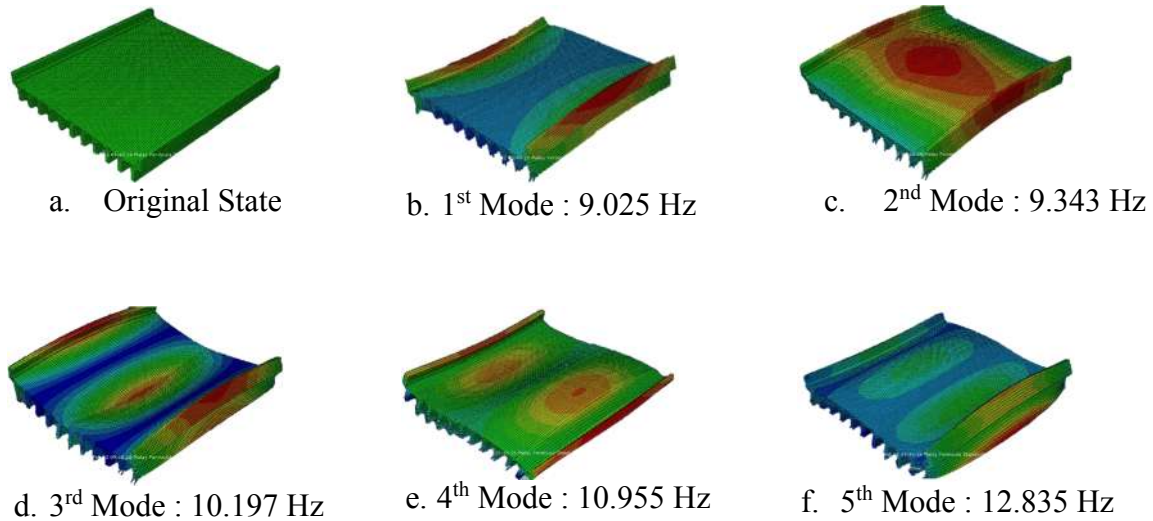 a. Original State
b. 1st Mode : 9.025 Hz
c. 2nd Mode : 9.343 Hz
d. 3rd Mode : 10.197 Hz
e. 4th Mode : 10.955 Hz
f. 5th Mode : 12.835 Hz